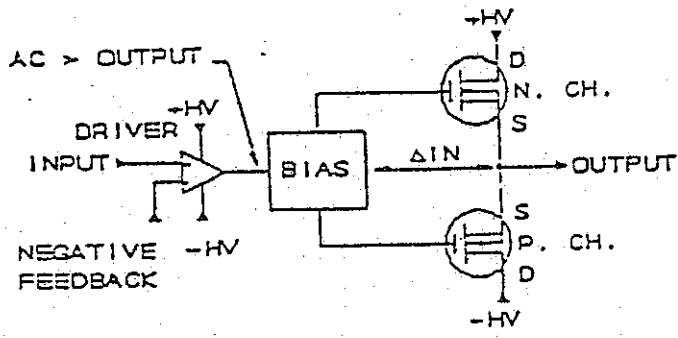 +HV
D
AC > OUTPUT
N. CH.
+HV
S
DRIVER
INPUT
BIAS
ΔIN
OUTPUT
S
NEGATIVE
FEEDBACK
-HV
P. CH.
D
-HV